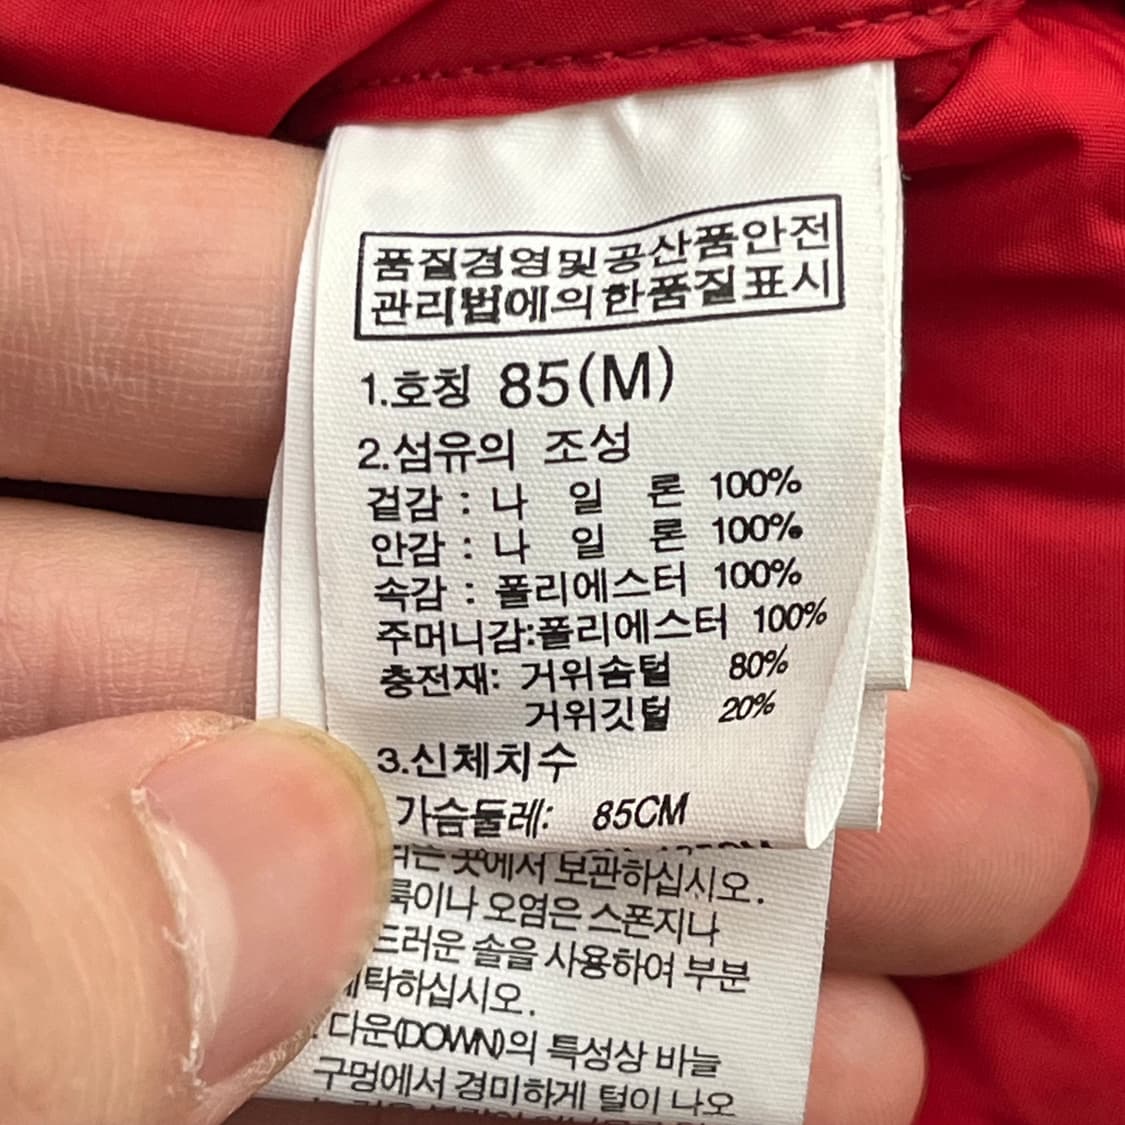 품질경영및공산품안전
관리법에의한품질표시
1.호칭 85(M)
2.섬유의 조성
겉감 : 나 일 론 100%
안감 : 나 일 론 100%
속감 : 폴리에스터 100%
주머니감:폴리에스터 100%
충전재: 거위솜털 80%
거위깃털 20%
3.신체치수
가슴둘레: 85CM
곳에서 보관하십시오.
룩이나 오염은 스폰지나
드러운 솔을 사용하여 부분
세탁하십시오.
다운(DOWN)의 특성상 바늘
구멍에서 경미하게 털이 나오